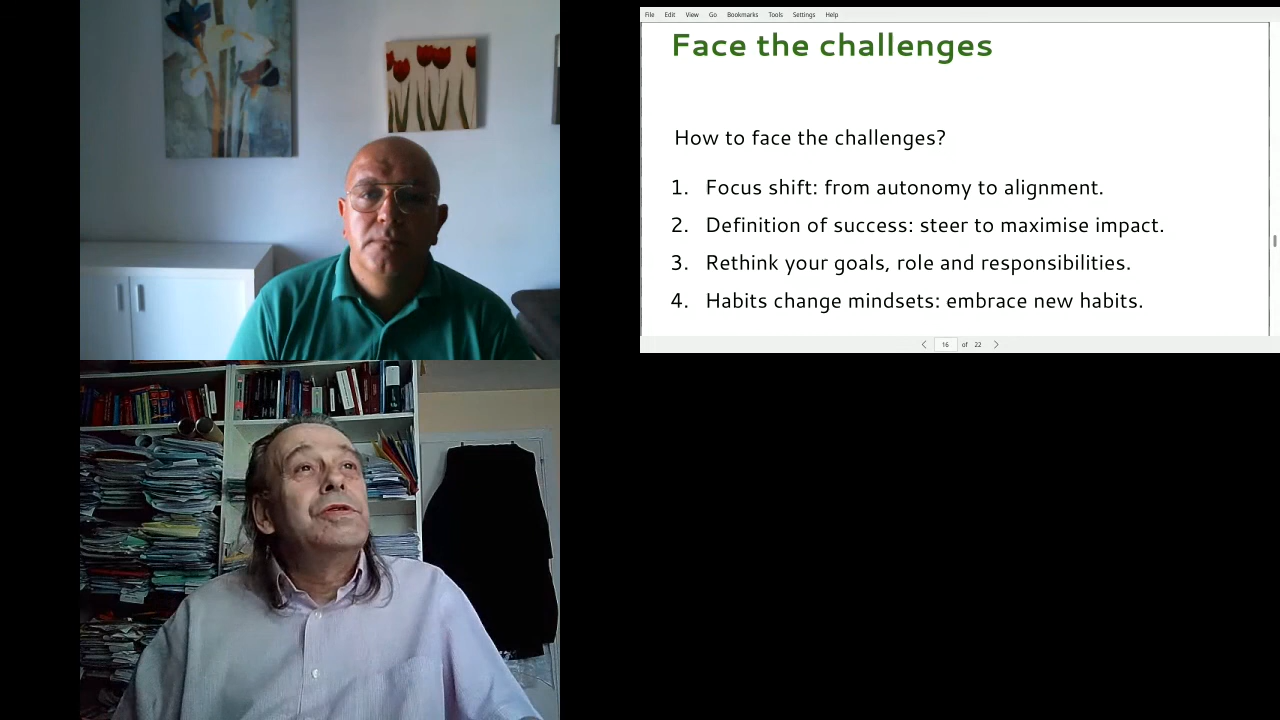 File Edit View Go Bookmarks Tools Settings Help
Face the challenges
How to face the challenges?
1. Focus shift: from autonomy to alignment.
2. Definition of success: steer to maximise impact.
3. Rethink your goals, role and responsibilities.
4. Habits change mindsets: embrace new habits.
16 of 22